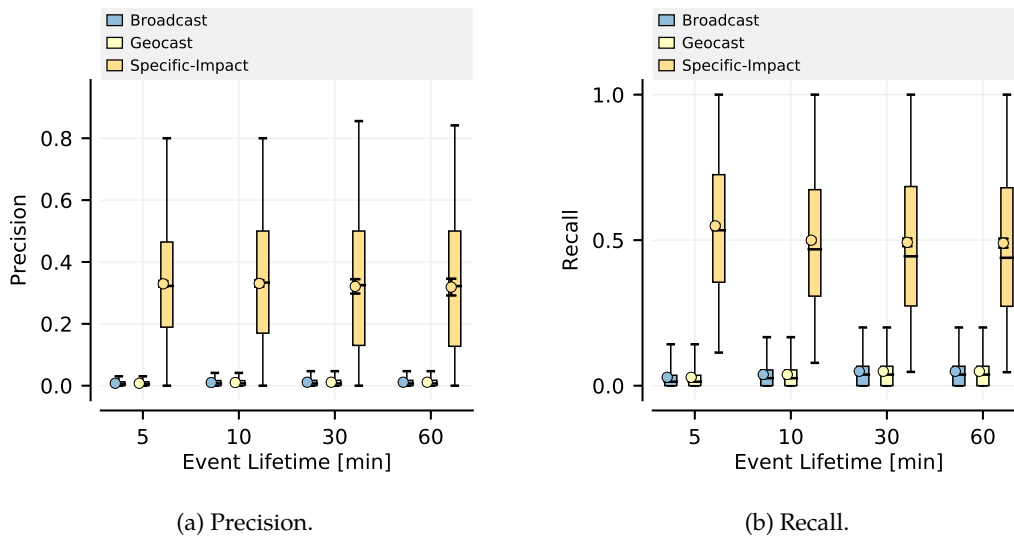 Broadcast
Geocast
Specific-Impact
0.8
0.6
0.4
0.2
0.0
Precision
5 10 30 60
Event Lifetime [min]
(a) Precision.
Broadcast
Geocast
Specific-Impact
1.0
0.5
0.0
Recall
5 10 30 60
Event Lifetime [min]
(b) Recall.